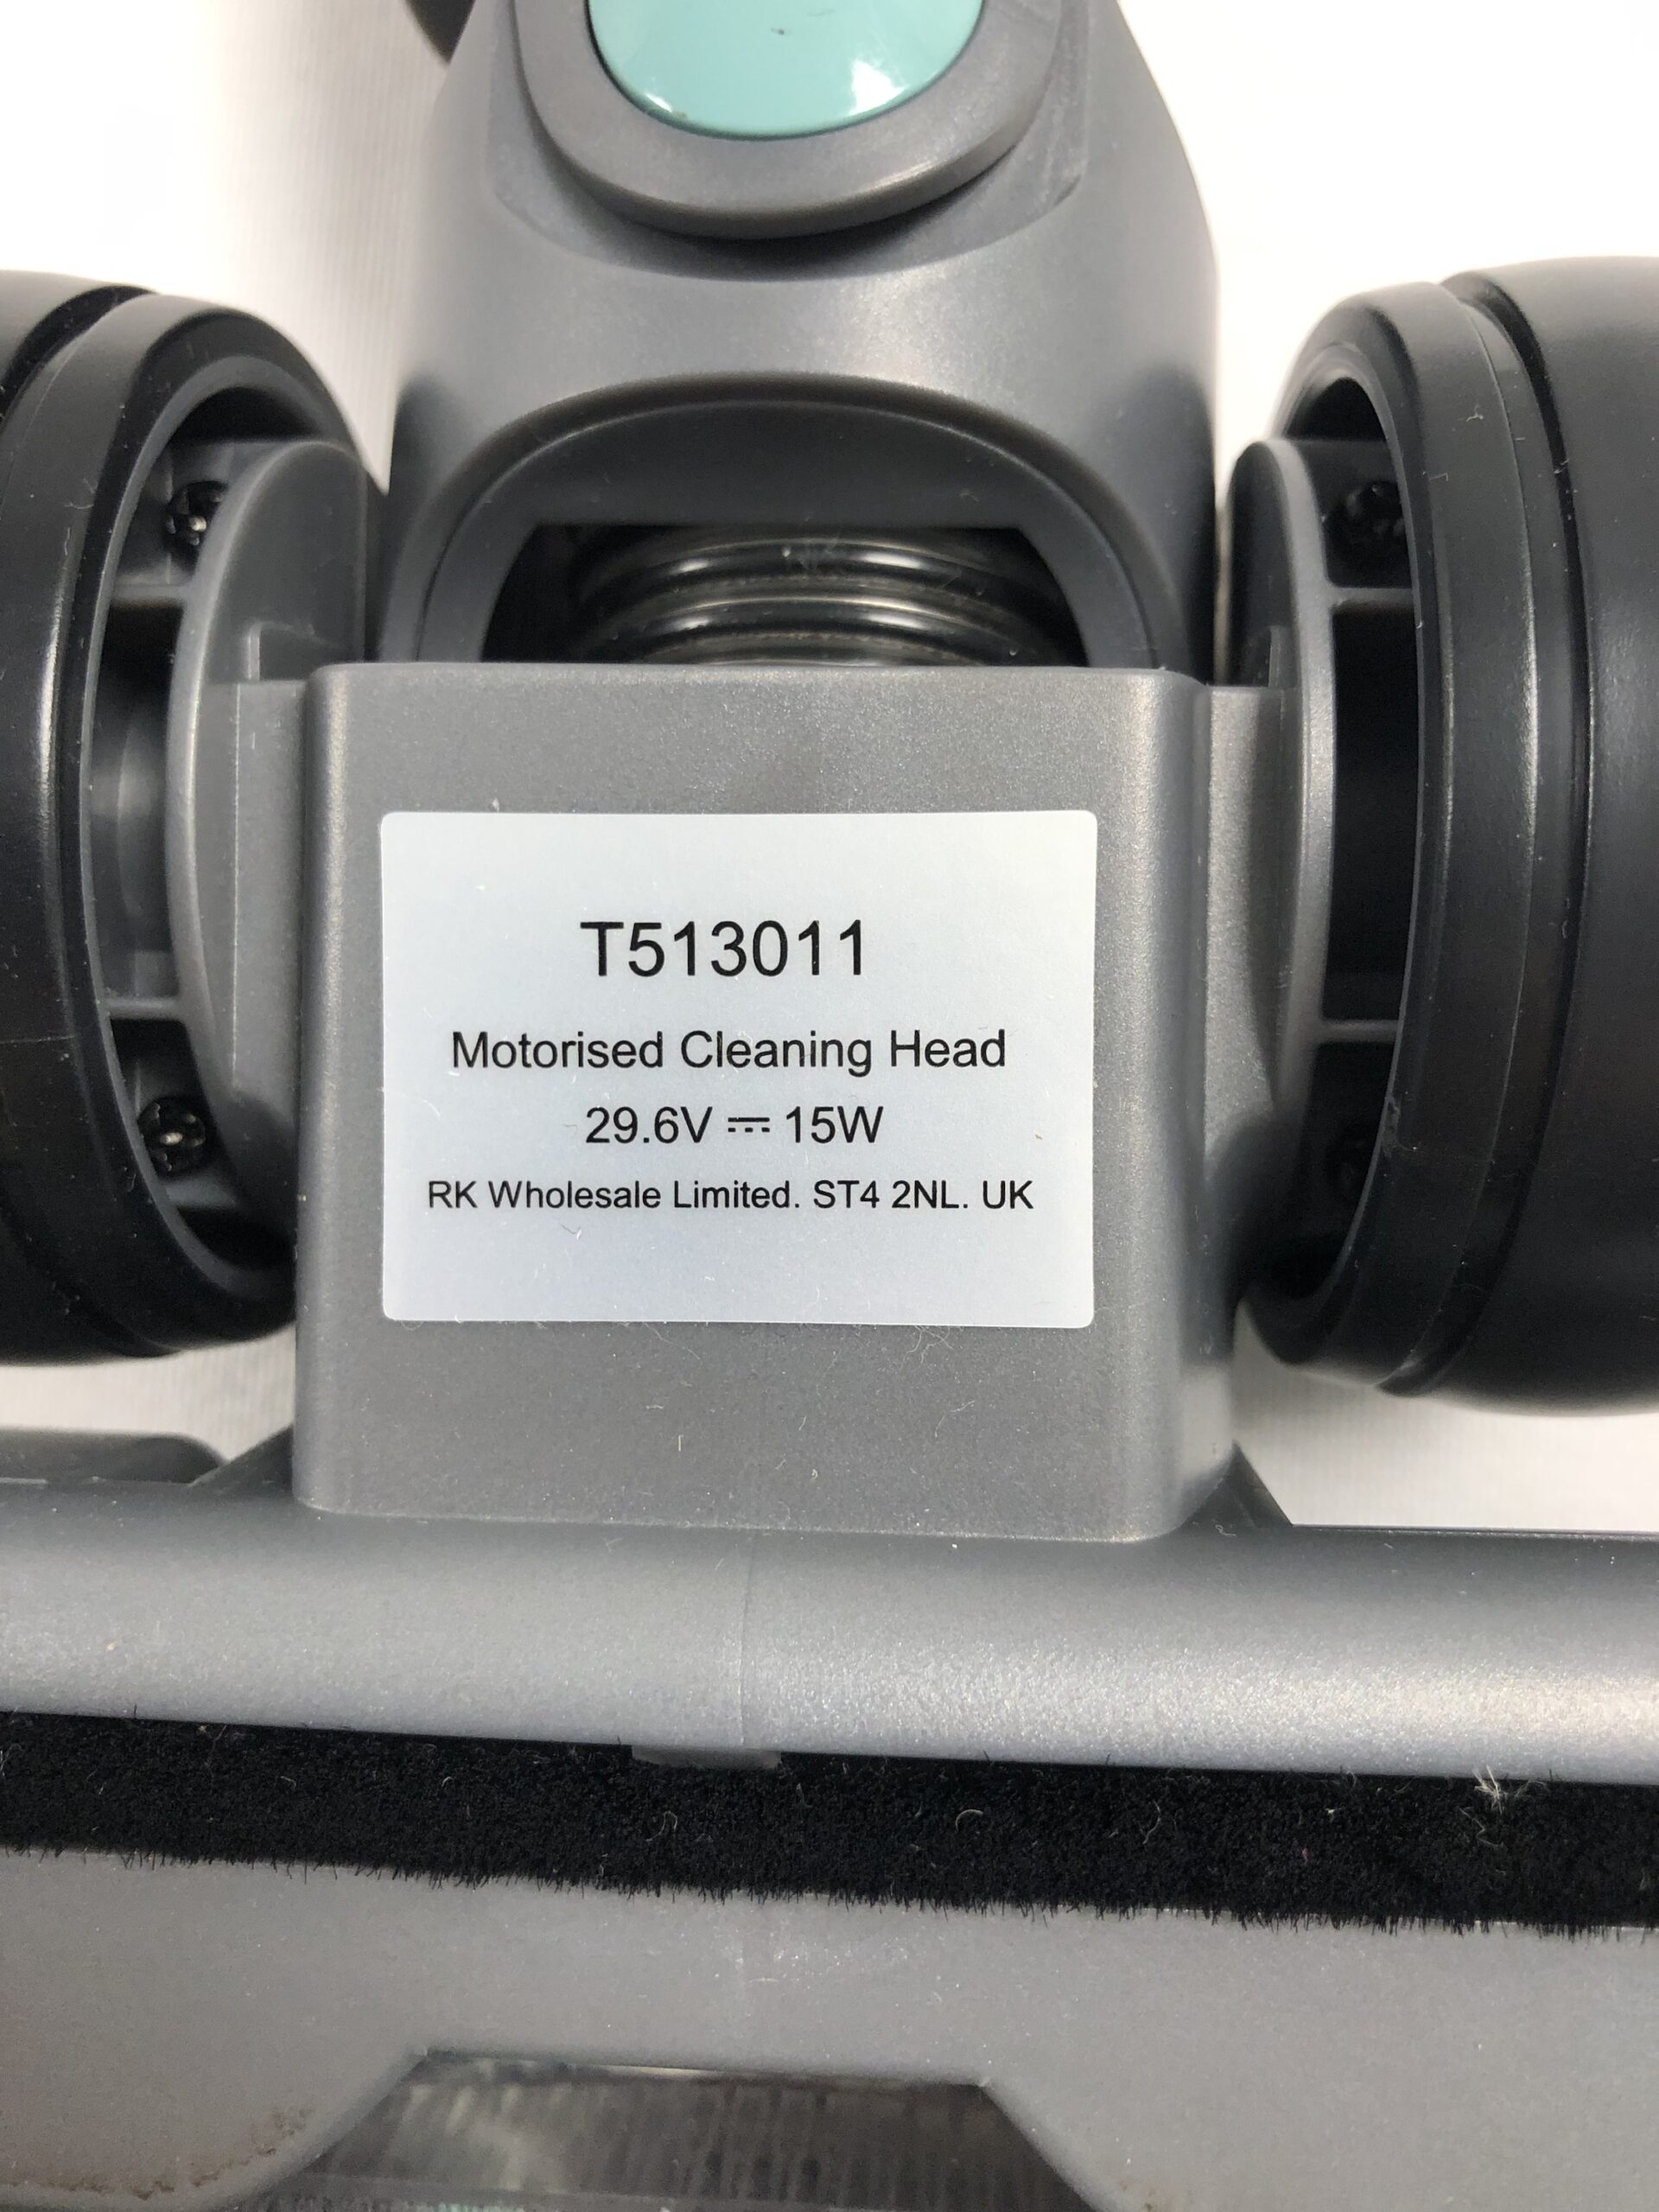 T513011
Motorised Cleaning Head
29.6V ⎓ 15W
RK Wholesale Limited. ST4 2NL. UK